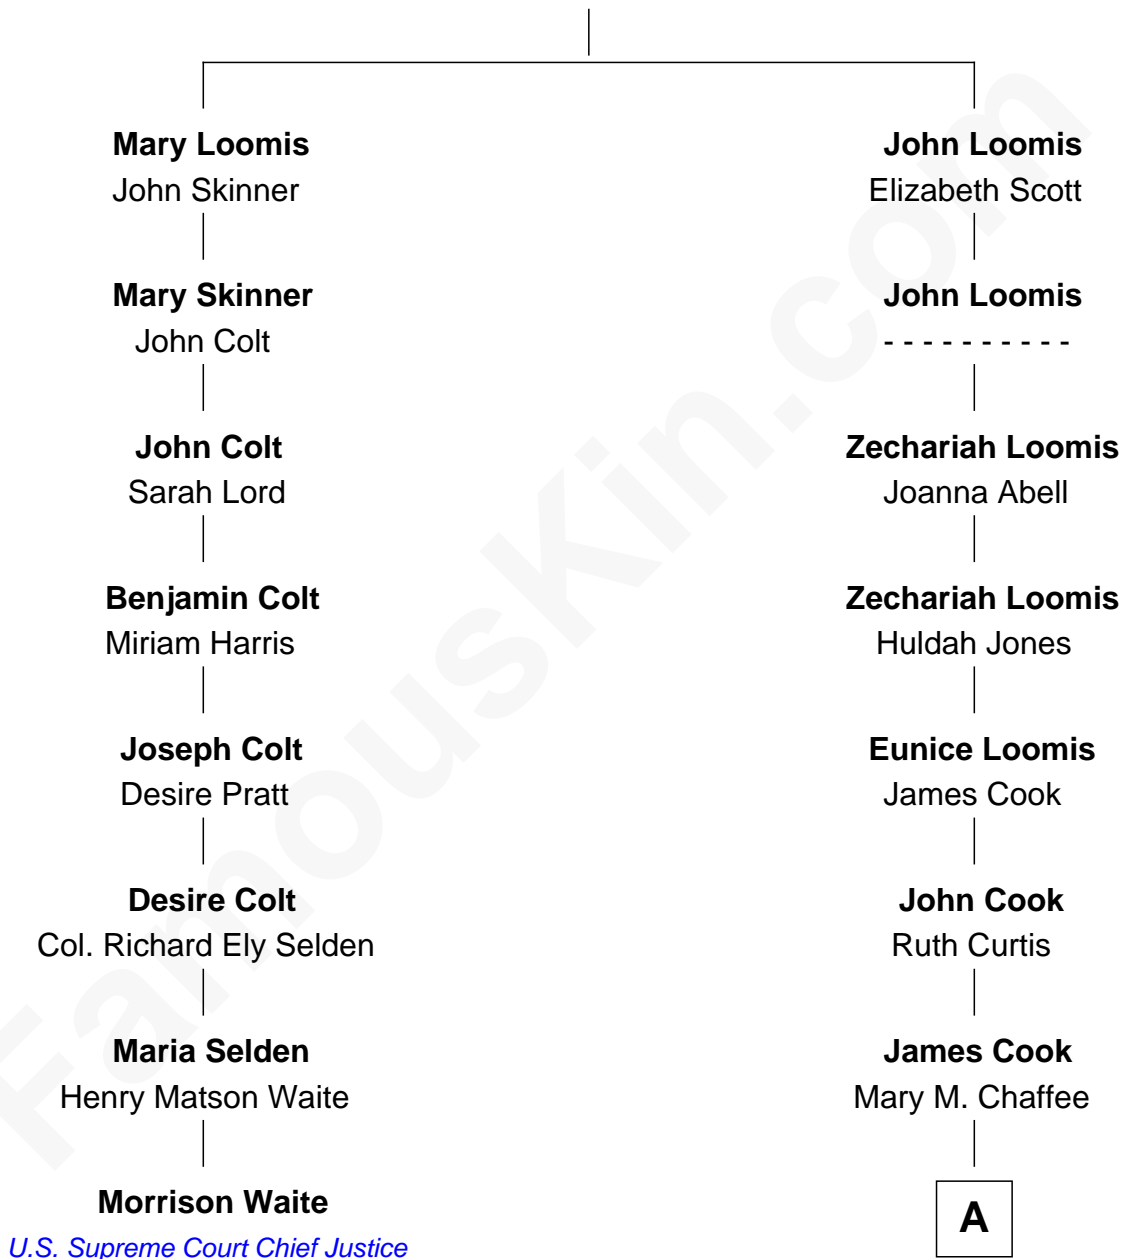 Mary Loomis
John Skinner
John Loomis
Elizabeth Scott
Mary Skinner
John Colt
John Loomis
- - - - - - - - - -
John Colt
Sarah Lord
Zechariah Loomis
Joanna Abell
Benjamin Colt
Miriam Harris
Zechariah Loomis
Huldah Jones
Joseph Colt
Desire Pratt
Eunice Loomis
James Cook
Desire Colt
Col. Richard Ely Selden
John Cook
Ruth Curtis
Maria Selden
Henry Matson Waite
James Cook
Mary M. Chaffee
Morrison Waite
U.S. Supreme Court Chief Justice
A
FamousKin.com